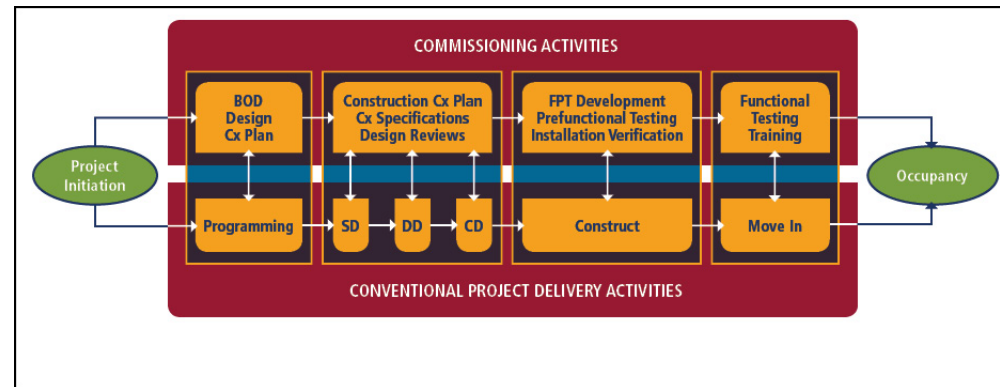 COMMISSIONING ACTIVITIES
BOD
Design
Cx Plan
Construction Cx Plan
Cx Specifications
Design Reviews
FPT Development
Prefunctional Testing
Installation Verification
Functional
Testing
Training
Project
Initiation
Occupancy
Programming
SD
DD
CD
Construct
Move In
CONVENTIONAL PROJECT DELIVERY ACTIVITIES